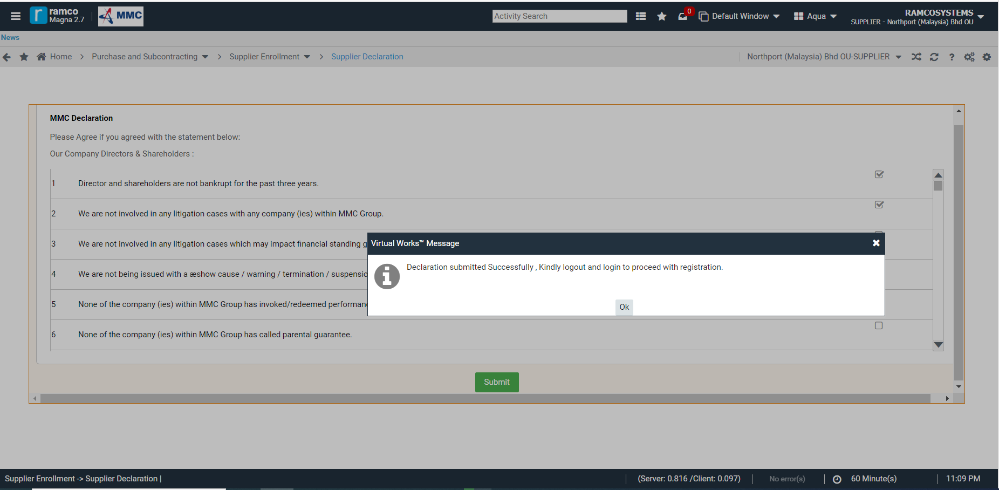 ramco
Magna 2.7
MMC
Activity Search
0
Default Window
Aqua
RAMCOSYSTEMS
SUPPLIER - Northport (Malaysia) Bhd OU
News
Home > Purchase and Subcontracting > Supplier Enrollment > Supplier Declaration
Northport (Malaysia) Bhd OU-SUPPLIER
MMC Declaration
Please Agree if you agreed with the statement below:
Our Company Directors & Shareholders :
1 Director and shareholders are not bankrupt for the past three years.
2 We are not involved in any litigation cases with any company (ies) within MMC Group.
3 We are not involved in any litigation cases which may impact financial standing g
4 We are not being issued with a æshow cause / warning / termination / suspensio
5 None of the company (ies) within MMC Group has invoked/redeemed performan
6 None of the company (ies) within MMC Group has called parental guarantee.
Virtual Works™ Message
Declaration submitted Successfully , Kindly logout and login to proceed with registration.
Ok
Submit
Supplier Enrollment -> Supplier Declaration |
(Server: 0.816 /Client: 0.097)
No error(s)
60 Minute(s)
11:09 PM